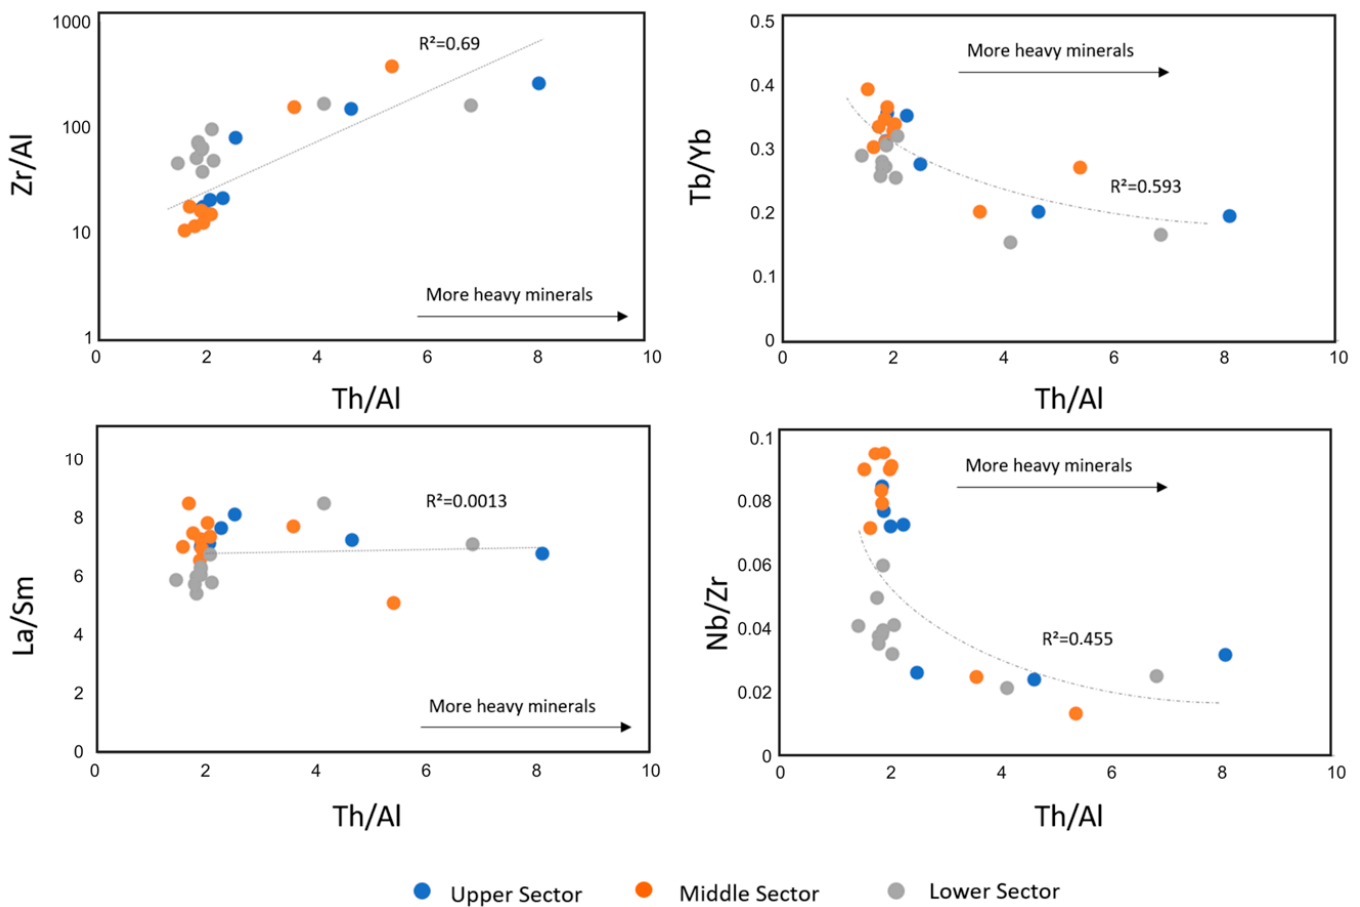 1000
100
10
1
Zr/Al
R²=0.69
More heavy minerals
0 2 4 6 8 10
Th/Al
0.5
0.4
0.3
0.2
0.1
0
Tb/Yb
More heavy minerals
R²=0.593
0 2 4 6 8 10
Th/Al
10
8
6
4
2
0
La/Sm
R²=0.0013
More heavy minerals
0 2 4 6 8 10
Th/Al
0.1
0.08
0.06
0.04
0.02
0
Nb/Zr
More heavy minerals
R²=0.455
0 2 4 6 8 10
Th/Al
Upper Sector Middle Sector Lower Sector